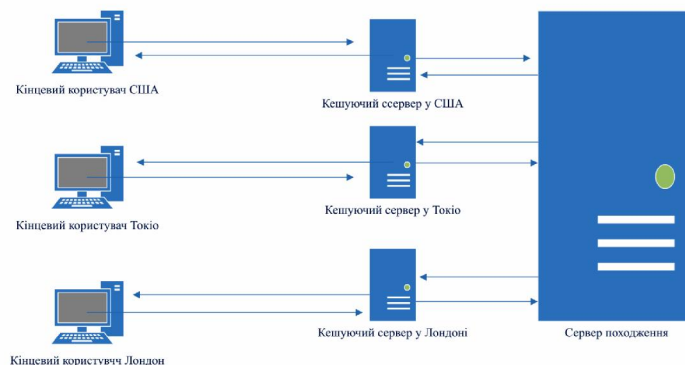 Кінцевий користувач США
Кешуючий ссервер у США
Кінцевий користувач Токіо
Кешуючий сервер у Токіо
Кешуючий сервер у Лондоні
Сервер походження
Кінцевий користувчч Лондон